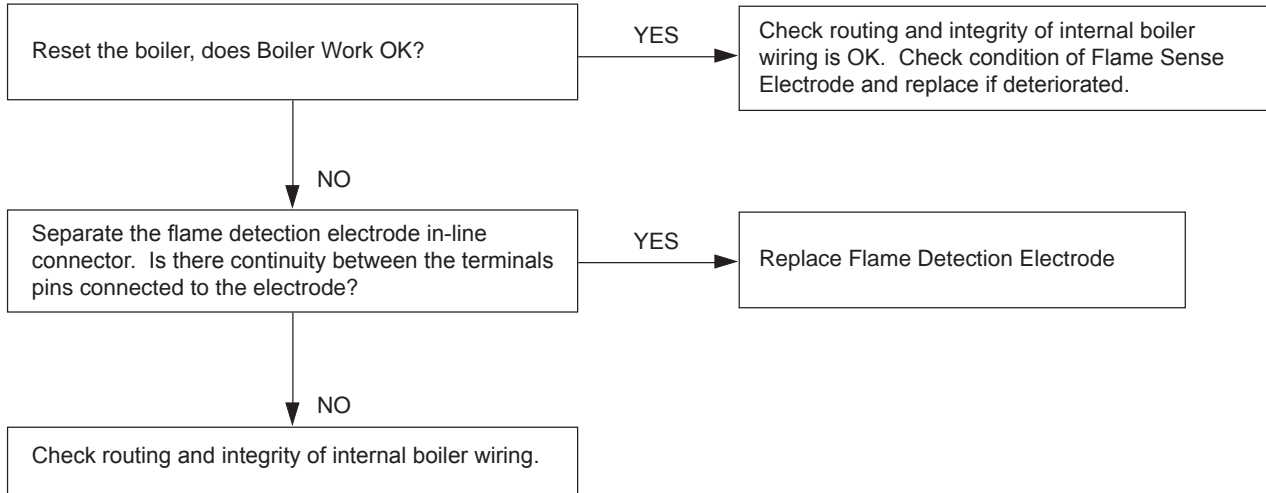 Reset the boiler, does Boiler Work OK?
YES
Check routing and integrity of internal boiler
wiring is OK.  Check condition of Flame Sense
Electrode and replace if deteriorated.
NO
Separate the flame detection electrode in-line
connector.  Is there continuity between the terminals
pins connected to the electrode?
YES
Replace Flame Detection Electrode
NO
Check routing and integrity of internal boiler wiring.